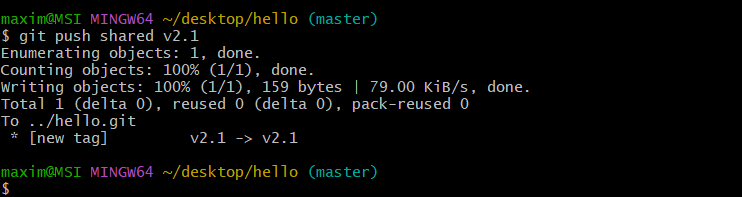 maxim@MSI MINGW64 ~/desktop/hello (master)
$ git push shared v2.1
Enumerating objects: 1, done.
Counting objects: 100% (1/1), done.
Writing objects: 100% (1/1), 159 bytes | 79.00 KiB/s, done.
Total 1 (delta 0), reused 0 (delta 0), pack-reused 0
To ../hello.git
 * [new tag]         v2.1 -> v2.1
maxim@MSI MINGW64 ~/desktop/hello (master)
$